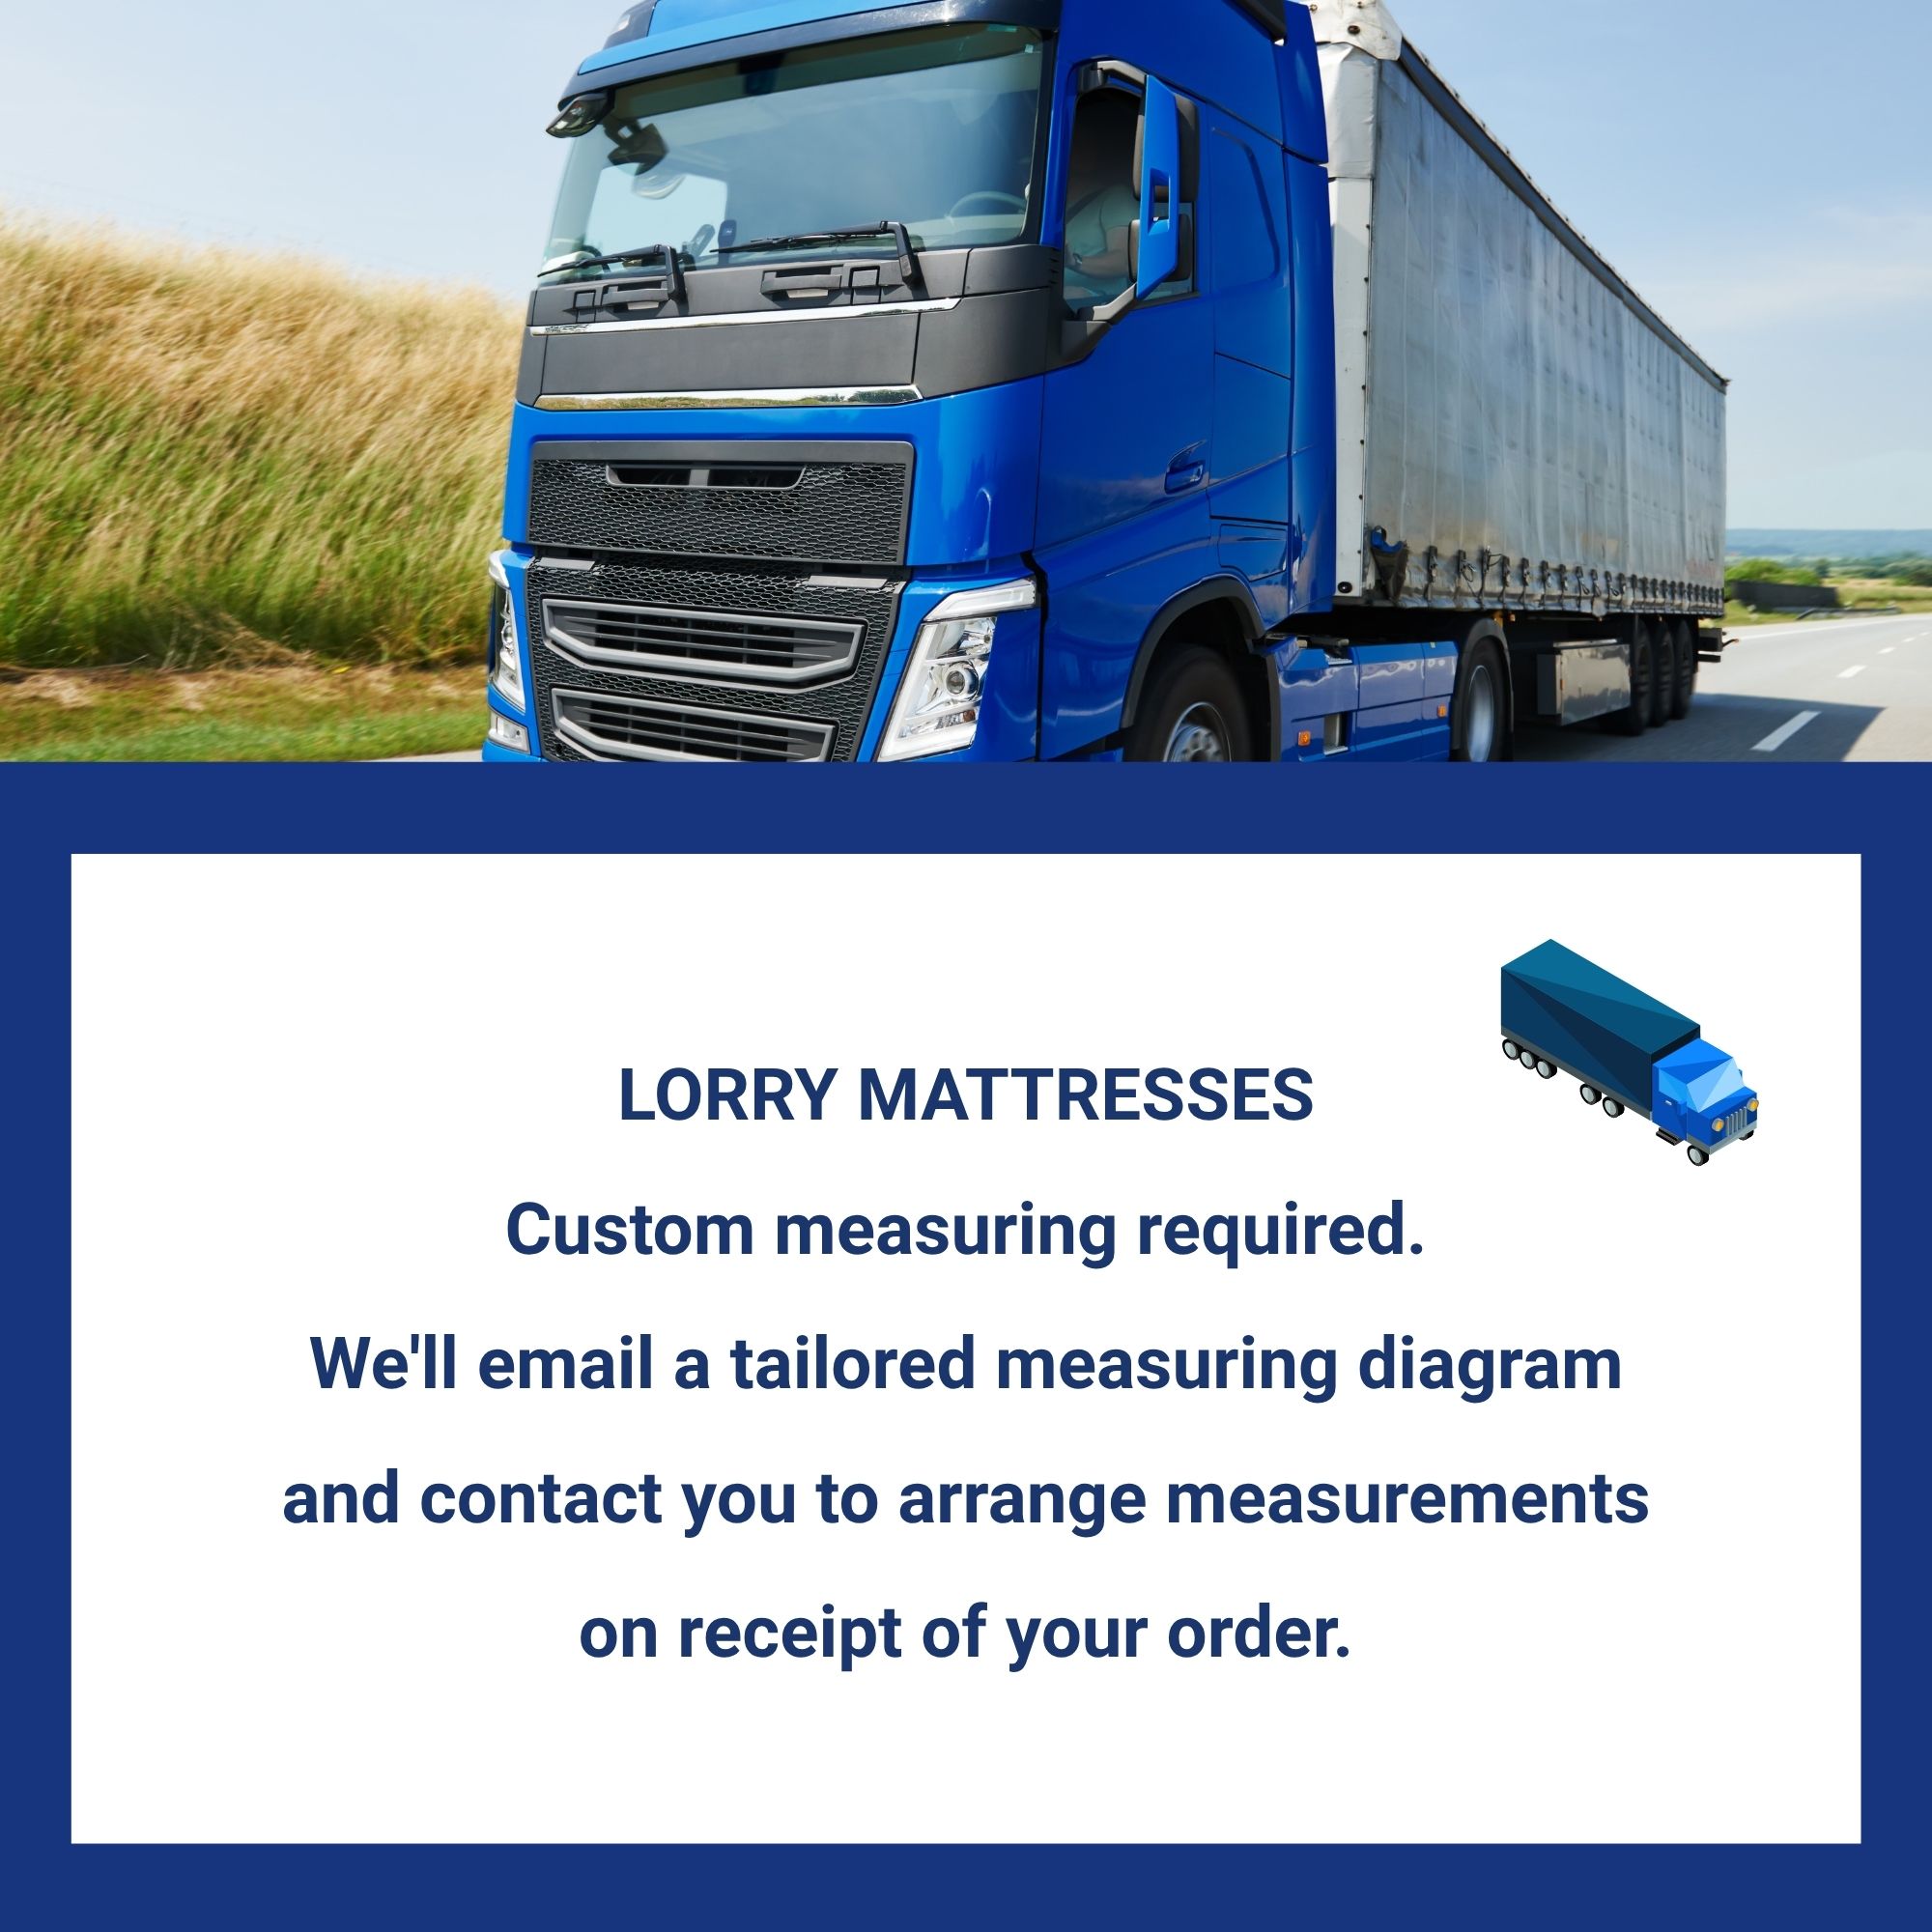 LORRY MATTRESSES
Custom measuring required.
We'll email a tailored measuring diagram
and contact you to arrange measurements
on receipt of your order.